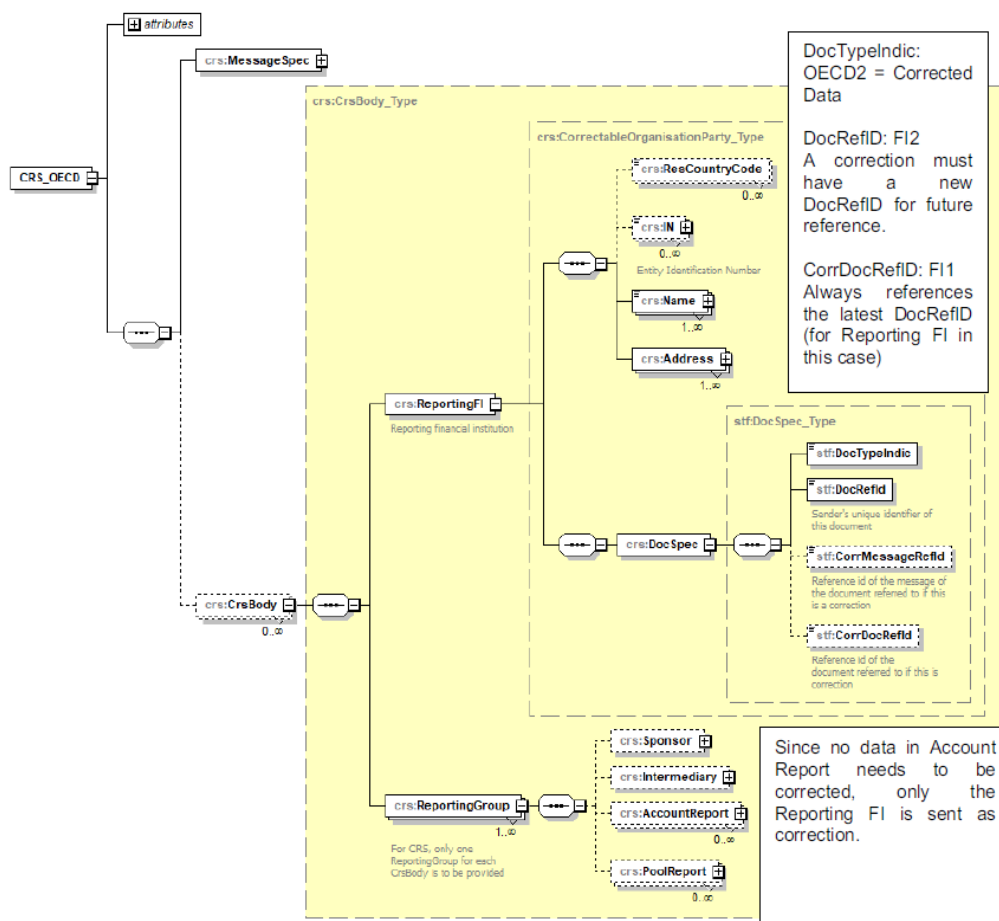 attributes
crs:MessageSpec
CRS_OECD
crs:CrsBody_Type
crs:CorrectableOrganisationParty_Type
crs:ResCountryCode
0..∞
crs:IN
0..∞
Entity Identification Number
crs:Name
1..∞
crs:Address
1..∞
DocTypeIndic:
OECD2 = Corrected
Data
DocRefID: FI2
A correction must
have a new
DocRefID for future
reference.
CorrDocRefID: FI1
Always references
the latest DocRefID
(for Reporting FI in
this case)
crs:ReportingFI
Reporting financial
institution
stf:DocSpec_Type
stf:DocTypeIndic
stf:DocRefId
Sender's unique identifier of
this document
crs:DocSpec
stf:CorrMessageRefId
Reference id of the message of
the document referred to if this
is a correction
stf:CorrDocRefId
Reference id of the
document referred to if this is
correction
crs:CrsBody
0..∞
crs:ReportingGroup
1..∞
For CRS, only one
ReportingGroup for each
CrsBody is to be provided
crs:Sponsor
crs:Intermediary
crs:AccountReport
0..∞
crs:PoolReport
0..∞
Since no data in Account
Report needs to be
corrected, only the
Reporting FI is sent as
correction.